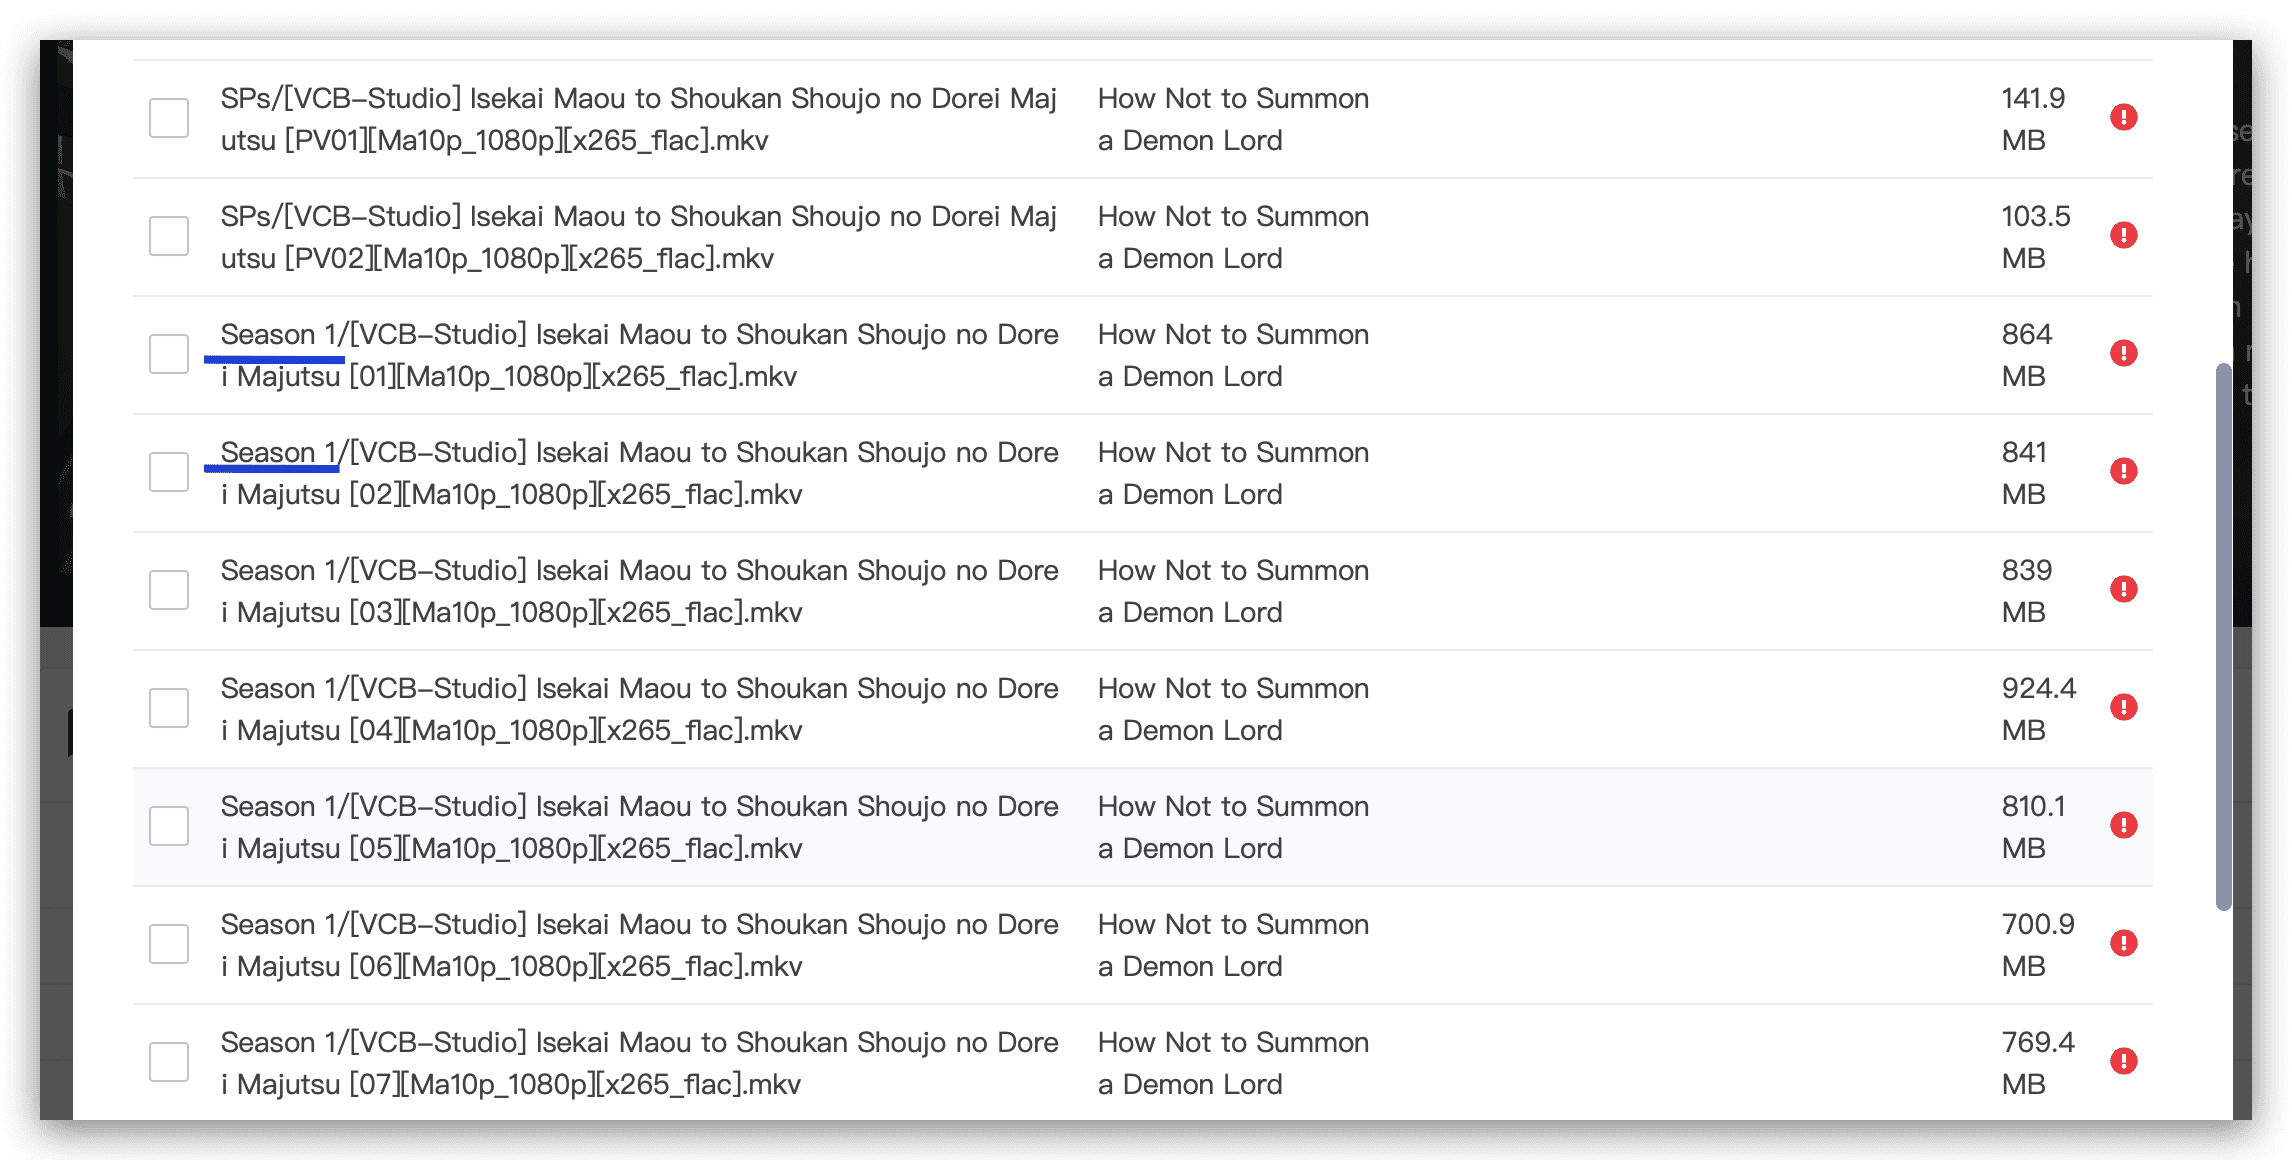 SPs/[VCB-Studio] Isekai Maou to Shoukan Shoujo no Dorei Maj
utsu [PV01][Ma10p_1080p][x265_flac].mkv
How Not to Summon
a Demon Lord
141.9
MB
SPs/[VCB-Studio] Isekai Maou to Shoukan Shoujo no Dorei Maj
utsu [PV02][Ma10p_1080p][x265_flac].mkv
How Not to Summon
a Demon Lord
103.5
MB
Season 1/[VCB-Studio] Isekai Maou to Shoukan Shoujo no Dore
i Majutsu [01][Ma10p_1080p][x265_flac].mkv
How Not to Summon
a Demon Lord
864
MB
Season 1/[VCB-Studio] Isekai Maou to Shoukan Shoujo no Dore
i Majutsu [02][Ma10p_1080p][x265_flac].mkv
How Not to Summon
a Demon Lord
841
MB
Season 1/[VCB-Studio] Isekai Maou to Shoukan Shoujo no Dore
i Majutsu [03][Ma10p_1080p][x265_flac].mkv
How Not to Summon
a Demon Lord
839
MB
Season 1/[VCB-Studio] Isekai Maou to Shoukan Shoujo no Dore
i Majutsu [04][Ma10p_1080p][x265_flac].mkv
How Not to Summon
a Demon Lord
924.4
MB
Season 1/[VCB-Studio] Isekai Maou to Shoukan Shoujo no Dore
i Majutsu [05][Ma10p_1080p][x265_flac].mkv
How Not to Summon
a Demon Lord
810.1
MB
Season 1/[VCB-Studio] Isekai Maou to Shoukan Shoujo no Dore
i Majutsu [06][Ma10p_1080p][x265_flac].mkv
How Not to Summon
a Demon Lord
700.9
MB
Season 1/[VCB-Studio] Isekai Maou to Shoukan Shoujo no Dore
i Majutsu [07][Ma10p_1080p][x265_flac].mkv
How Not to Summon
a Demon Lord
769.4
MB